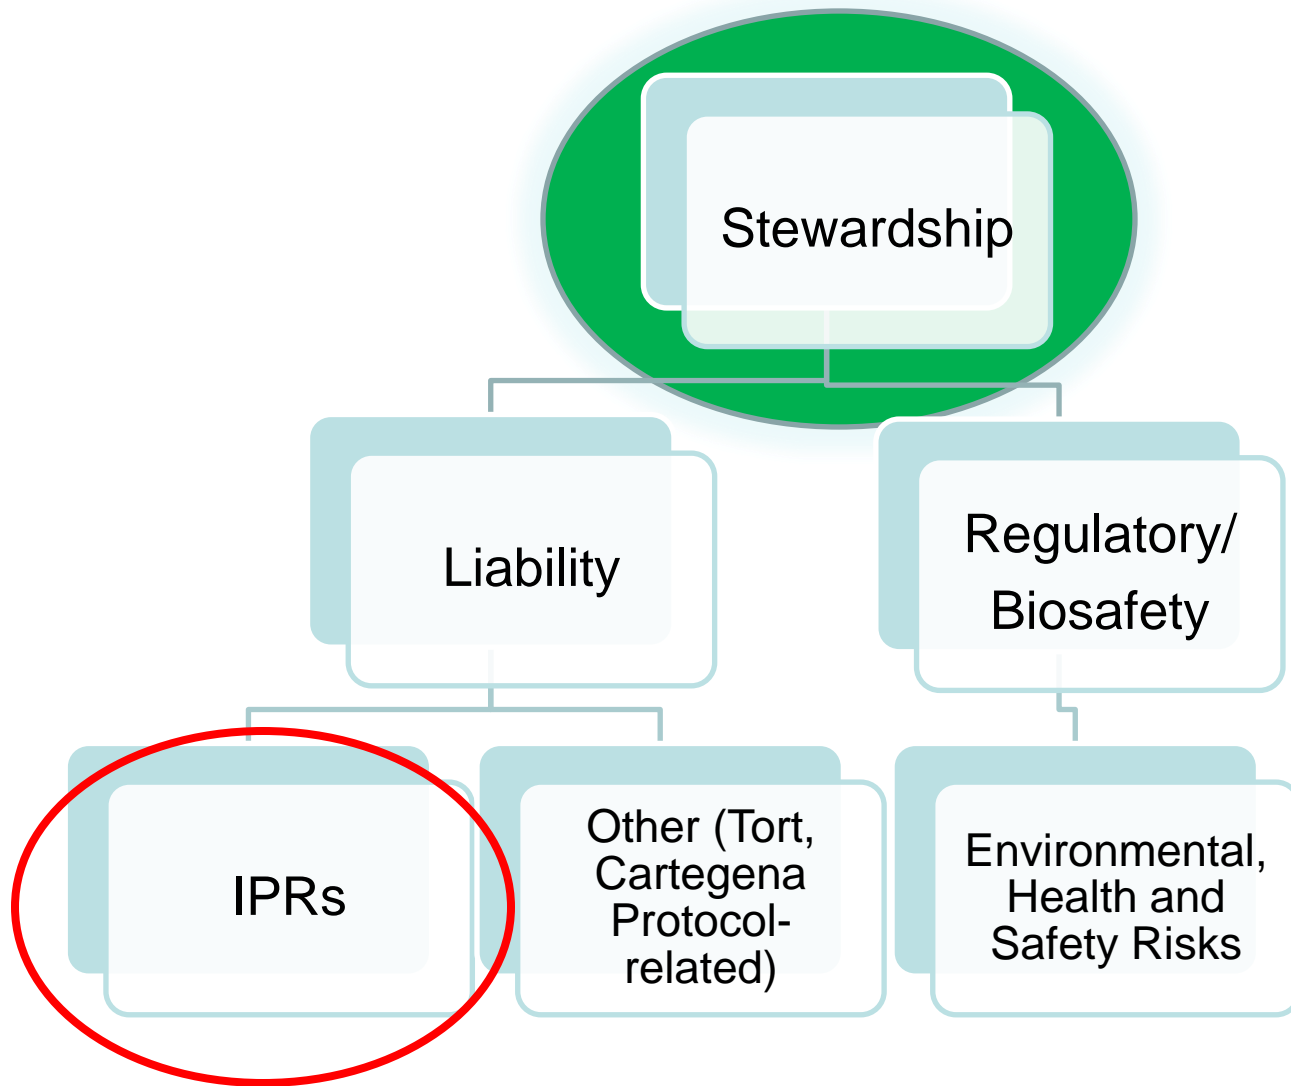 Stewardship
Liability
Regulatory/
Biosafety
IPRs
Other (Tort,
Cartegena
Protocol-
related)
Environmental,
Health and
Safety Risks